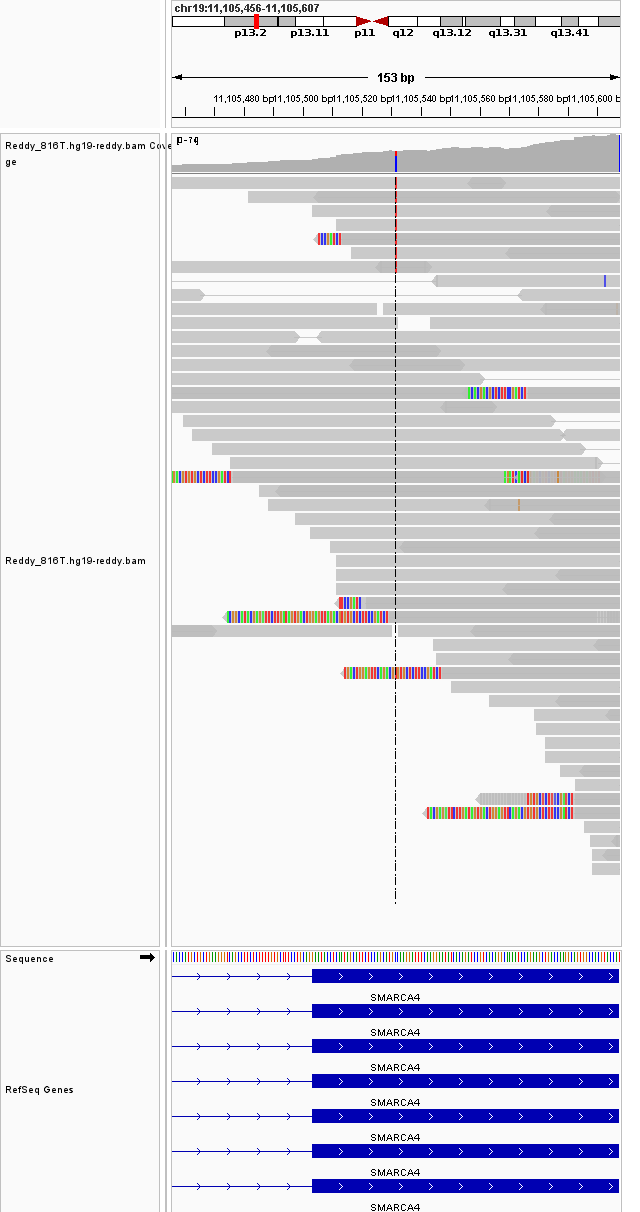 chr19:11,105,456-11,105,607
p13.2 p13.11 p11 q12 q13.12 q13.31 q13.41
153 bp
11,105,480 bp 11,105,500 bp 11,105,520 bp 11,105,540 bp 11,105,560 bp 11,105,580 bp 11,105,600 b
Reddy_816T.hg19-reddy.bam Cove
ge
[0-74]
Reddy_816T.hg19-reddy.bam
Sequence
SMARCA4
SMARCA4
SMARCA4
RefSeq Genes
SMARCA4
SMARCA4
SMARCA4
SMARCA4